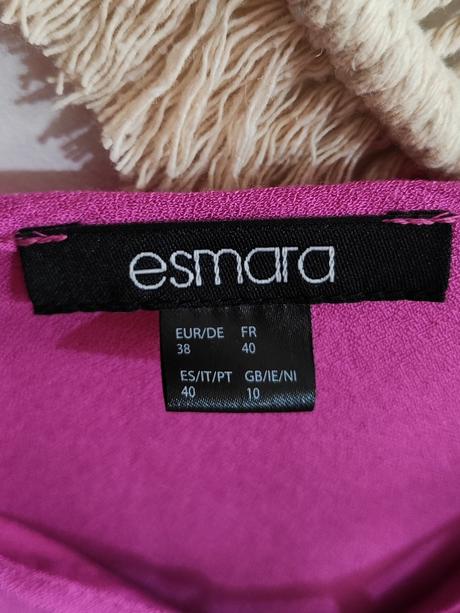 esmara
EUR/DE FR
38 40
ES/IT/PT GB/IE/NI
40 10